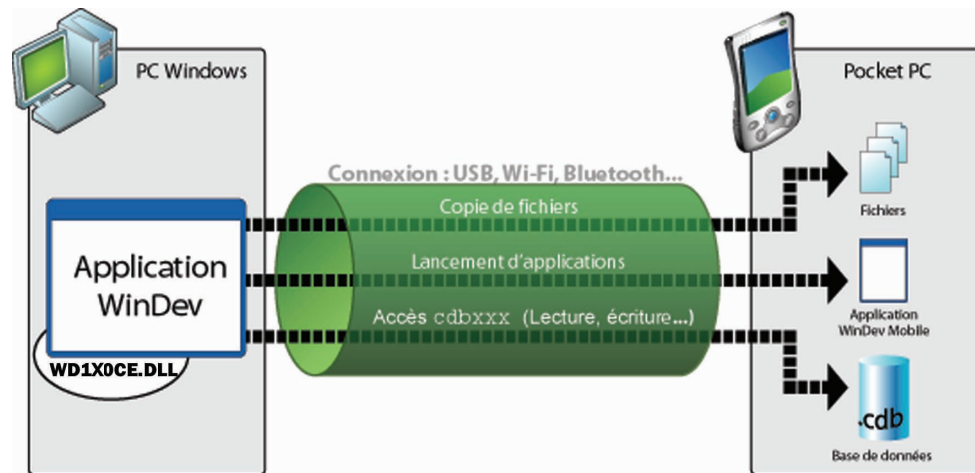 PC Windows
Pocket PC
Connexion : USB, Wi-Fi, Bluetooth...
Copie de fichiers
Fichiers
Application
WinDev
Lancement d'applications
Application
WinDev Mobile
Accès cdbxxx (Lecture, écriture...)
WD1X0CE.DLL
.cdb
Base de données